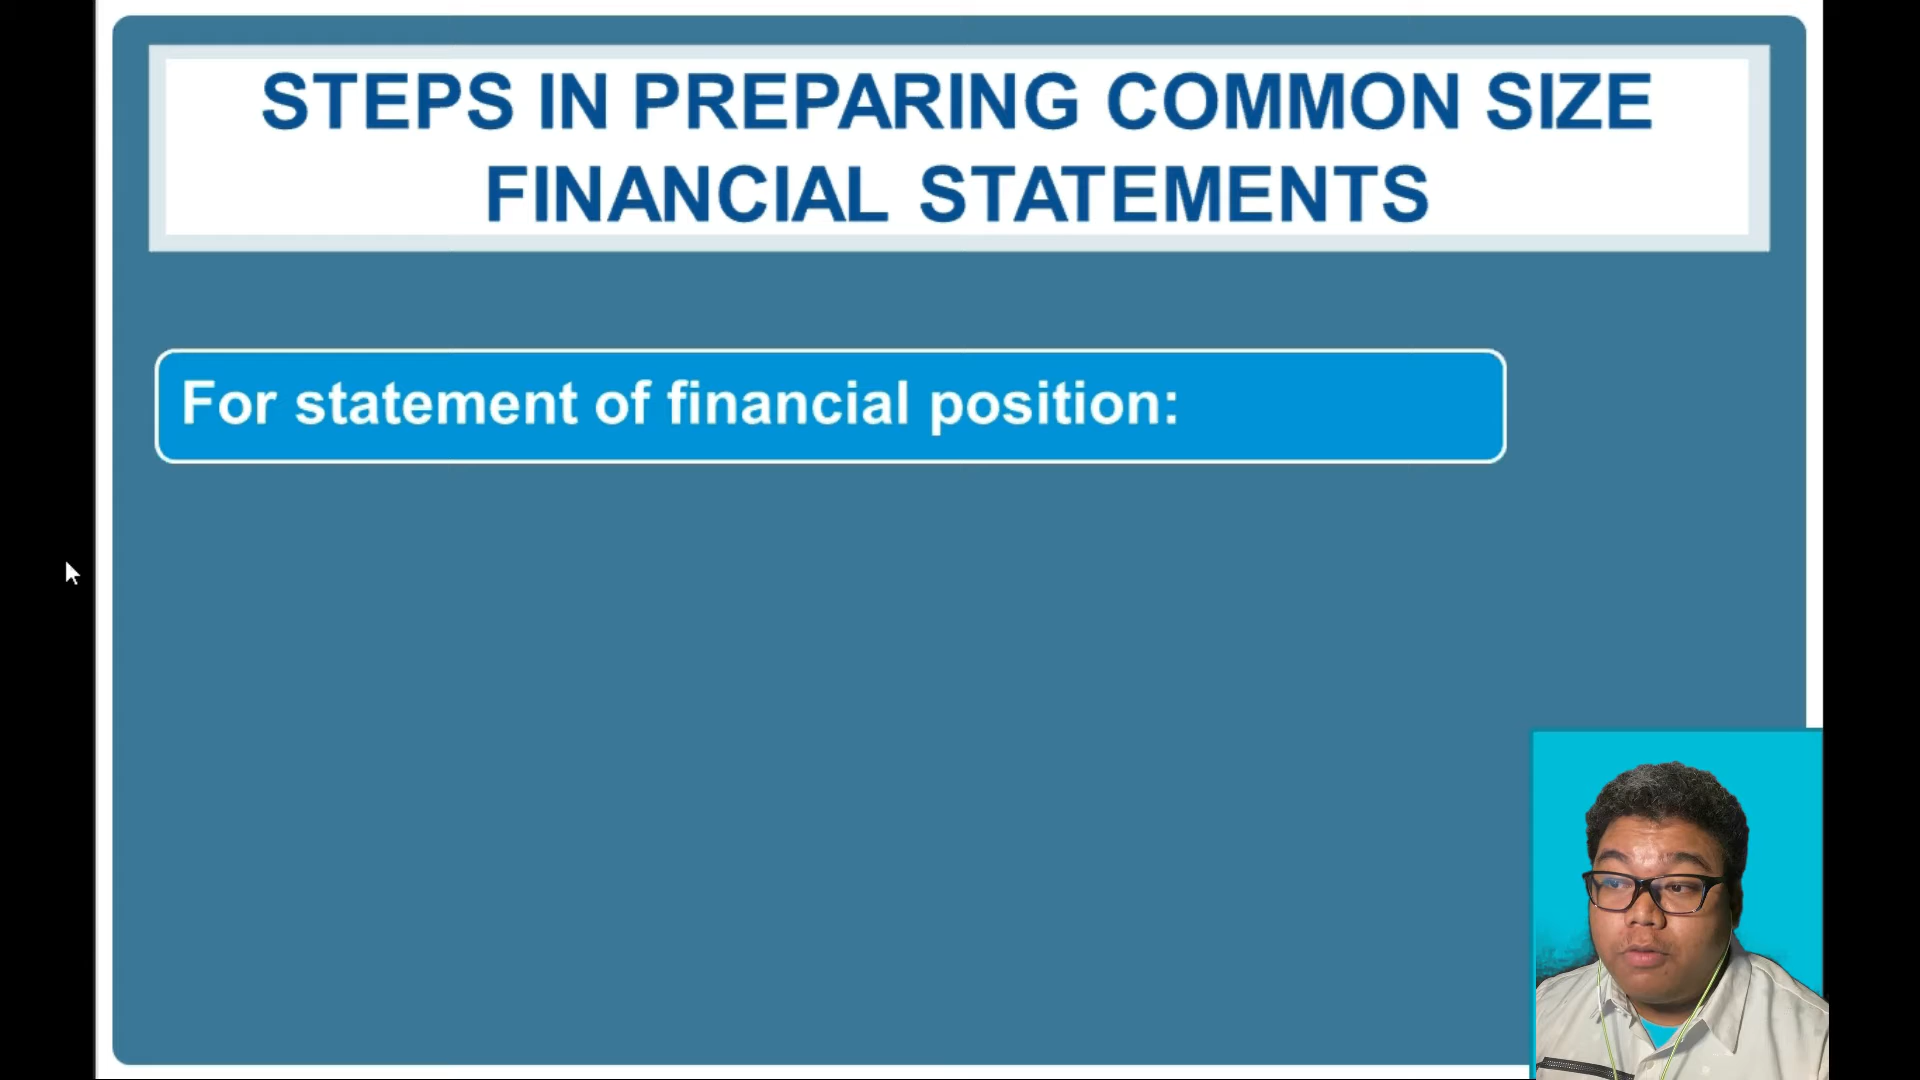 STEPS IN PREPARING COMMON SIZE
FINANCIAL STATEMENTS
For statement of financial position: